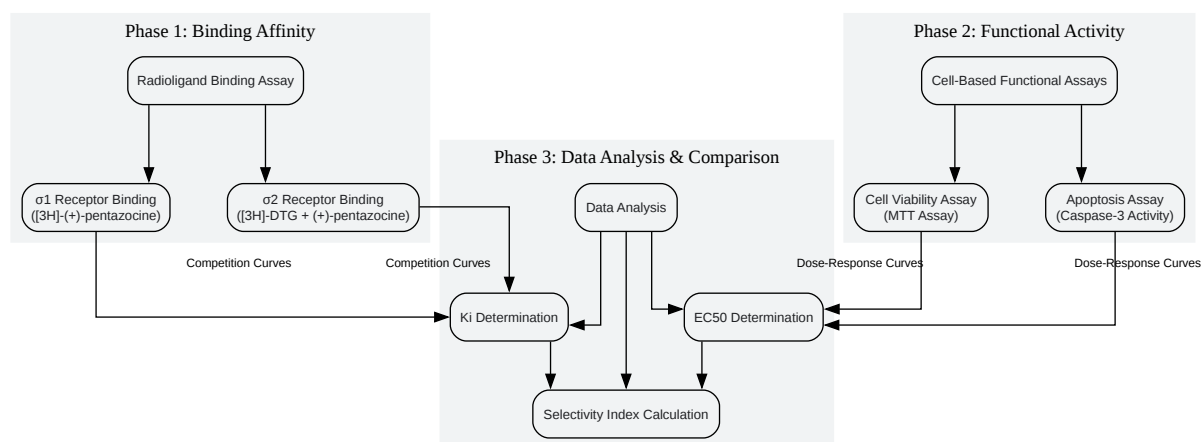 Phase 1: Binding Affinity
Radioligand Binding Assay
σ1 Receptor Binding
([3H]-(+)-pentazocine)
σ2 Receptor Binding
([3H]-DTG + (+)-pentazocine)
Phase 2: Functional Activity
Cell-Based Functional Assays
Cell Viability Assay
(MTT Assay)
Apoptosis Assay
(Caspase-3 Activity)
Phase 3: Data Analysis & Comparison
Data Analysis
Competition Curves
Competition Curves
Dose-Response Curves
Dose-Response Curves
Ki Determination
EC50 Determination
Selectivity Index Calculation